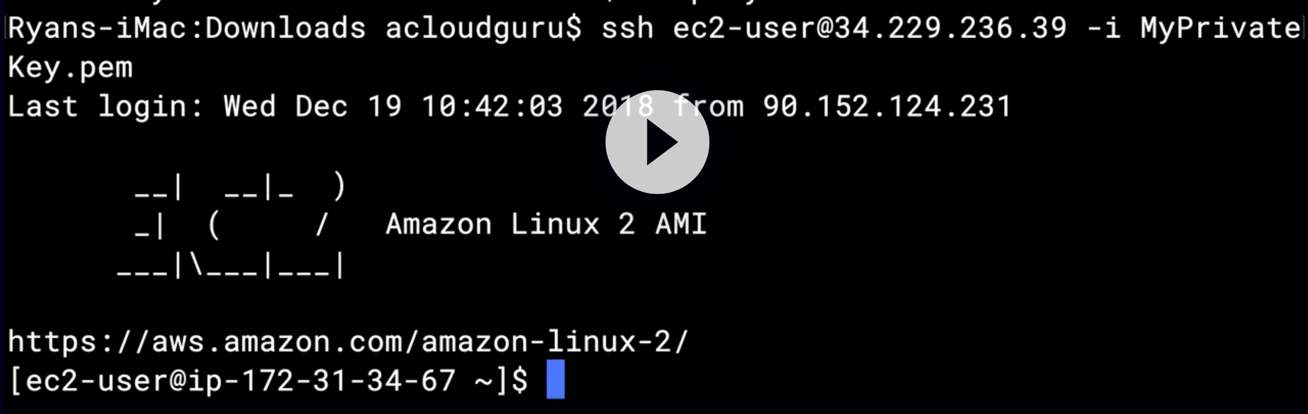 Ryans-iMac:Downloads acloudguru$ ssh ec2-user@34.229.236.39 -i MyPrivate
Key.pem
Last login: Wed Dec 19 10:42:03 2018 from 90.152.124.231
       __|  __|_  )
       _|  (     /   Amazon Linux 2 AMI
      ___|\___|___|
https://aws.amazon.com/amazon-linux-2/
[ec2-user@ip-172-31-34-67 ~]$